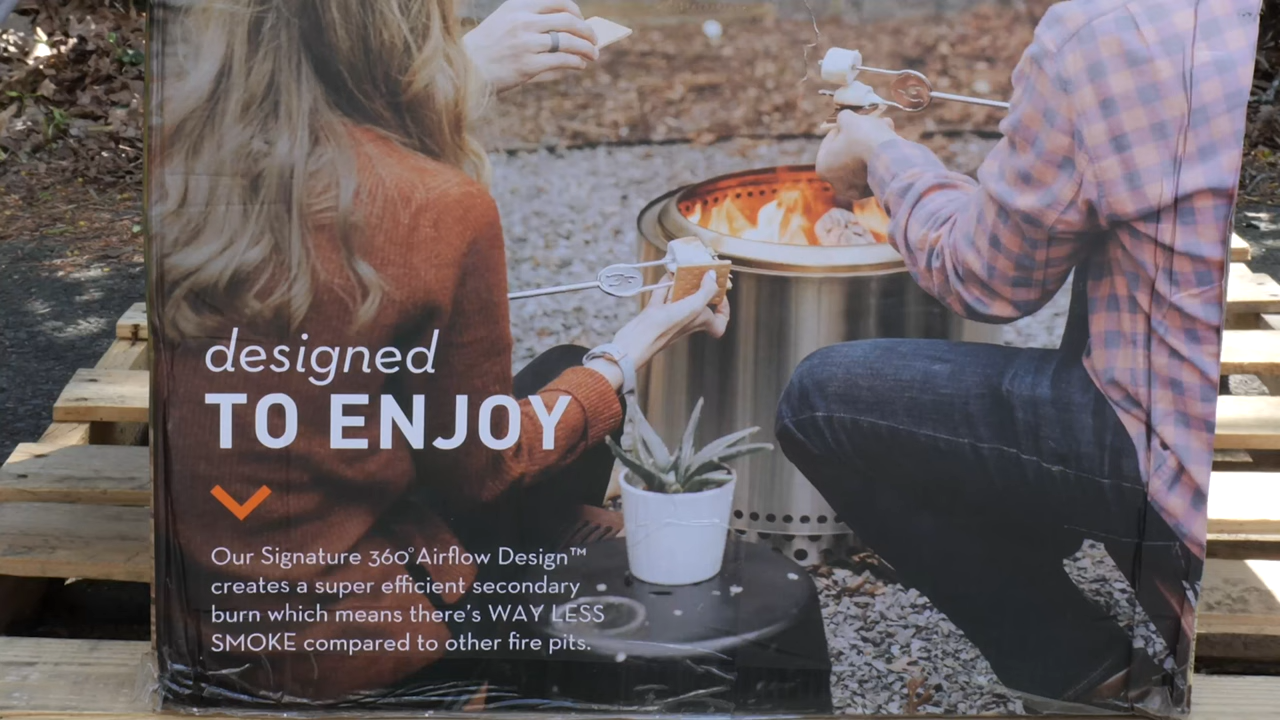 designed
TO ENJOY
Our Signature 360° Airflow Design™
creates a super efficient secondary
burn which means there's WAY LESS
SMOKE compared to other fire pits.